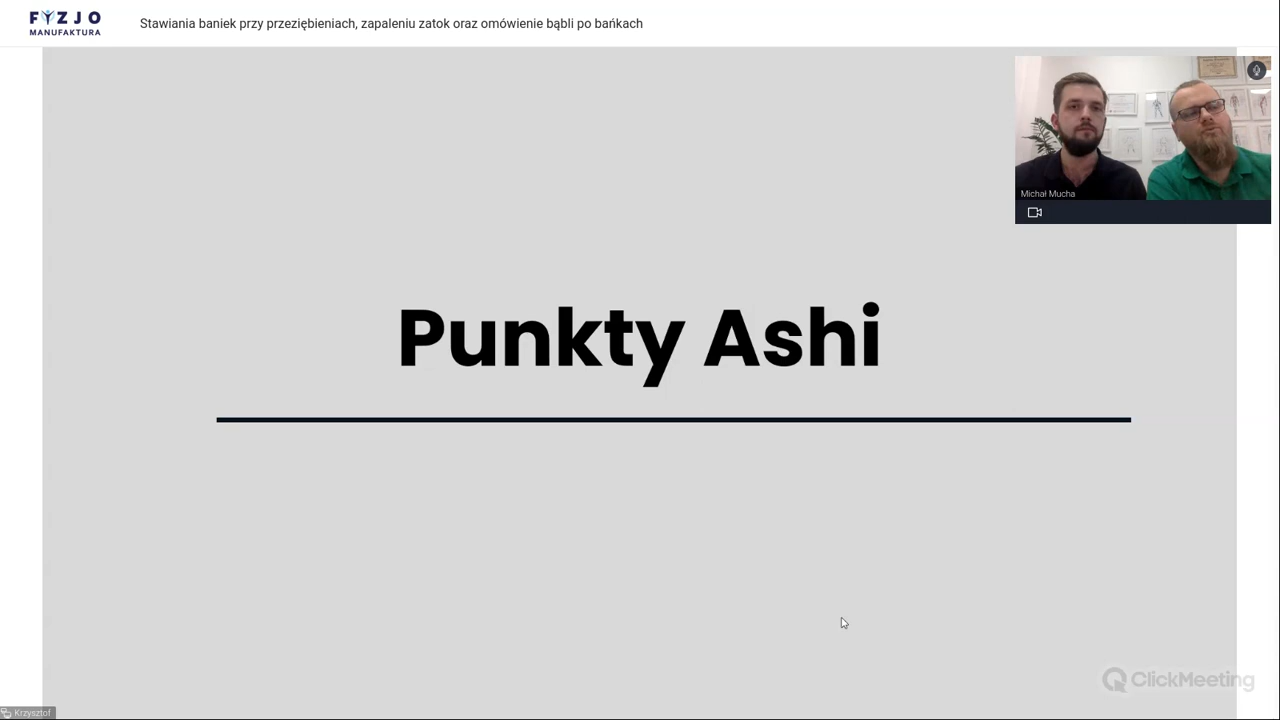 FYZJO
MANUFAKTURA
Stawiania baniek przy przeziębieniach, zapaleniu zatok oraz omówienie bąbli po bańkach
Michał Mucha
Punkty Ashi
ClickMeeting
Krzysztof